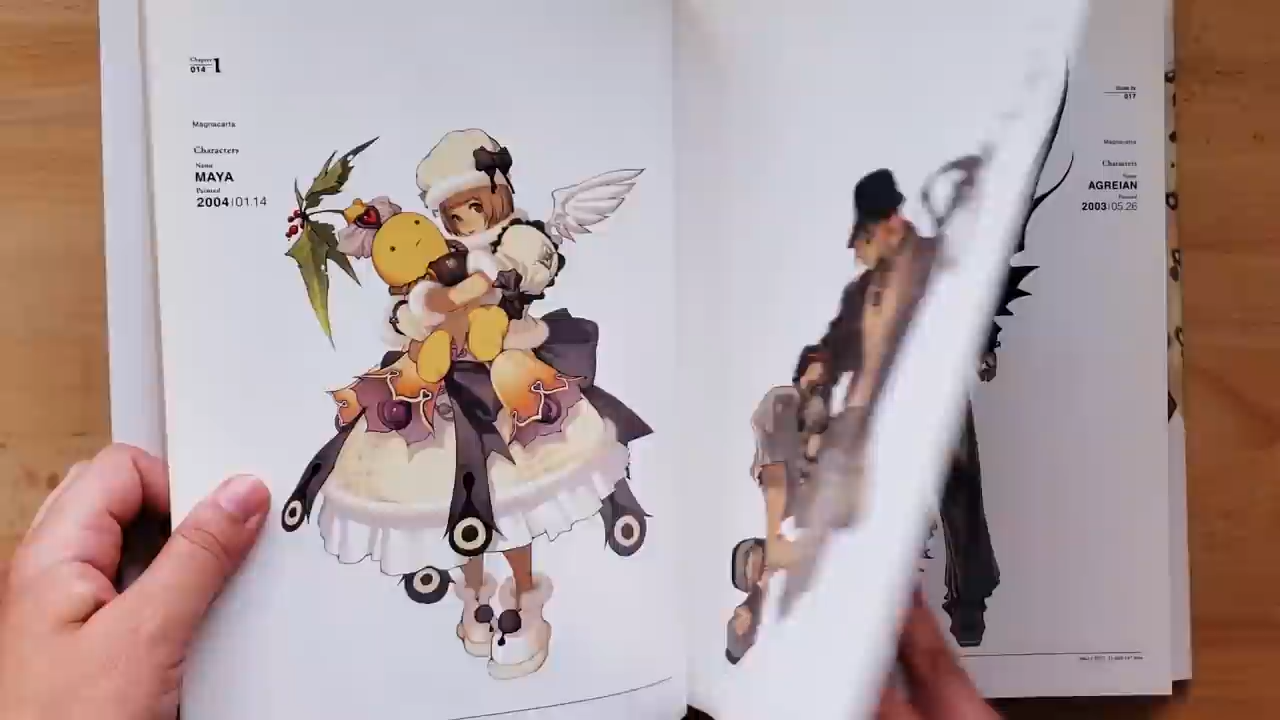 Chapter
014 1
Magnacarta
Characters
Name
MAYA
Painted
2004|01.14
017
Magnacarta
Characters
Name
AGREIAN
Painted
2003|05.26